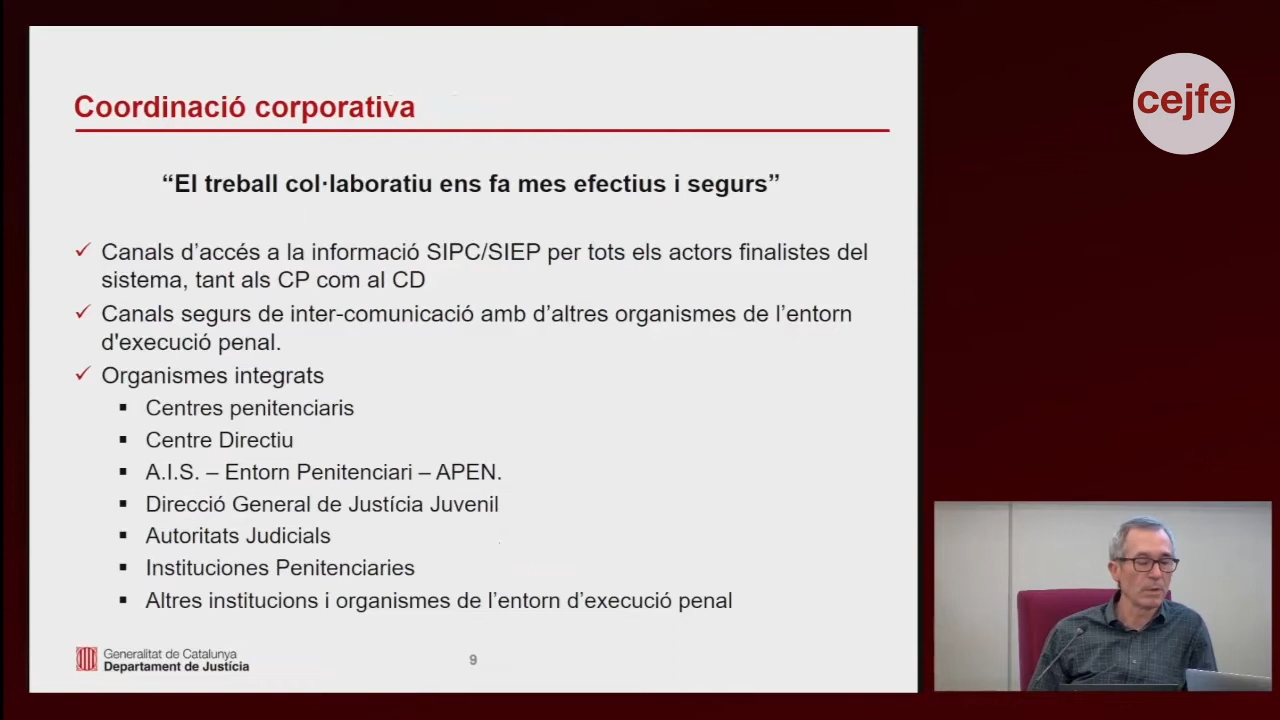 Coordinació corporativa
“El treball col·laboratiu ens fa mes efectius i segurs”
✓ Canals d’accés a la informació SIPC/SIEP per tots els actors finalistes del
sistema, tant als CP com al CD
✓ Canals segurs de inter-comunicació amb d’altres organismes de l’entorn
d'execució penal.
✓ Organismes integrats
▪ Centres penitenciaris
▪ Centre Directiu
▪ A.I.S. – Entorn Penitenciari – APEN.
▪ Direcció General de Justícia Juvenil
▪ Autoritats Judicials
▪ Instituciones Penitenciaries
▪ Altres institucions i organismes de l’entorn d’execució penal
Generalitat de Catalunya
Departament de Justícia
9
cejfe